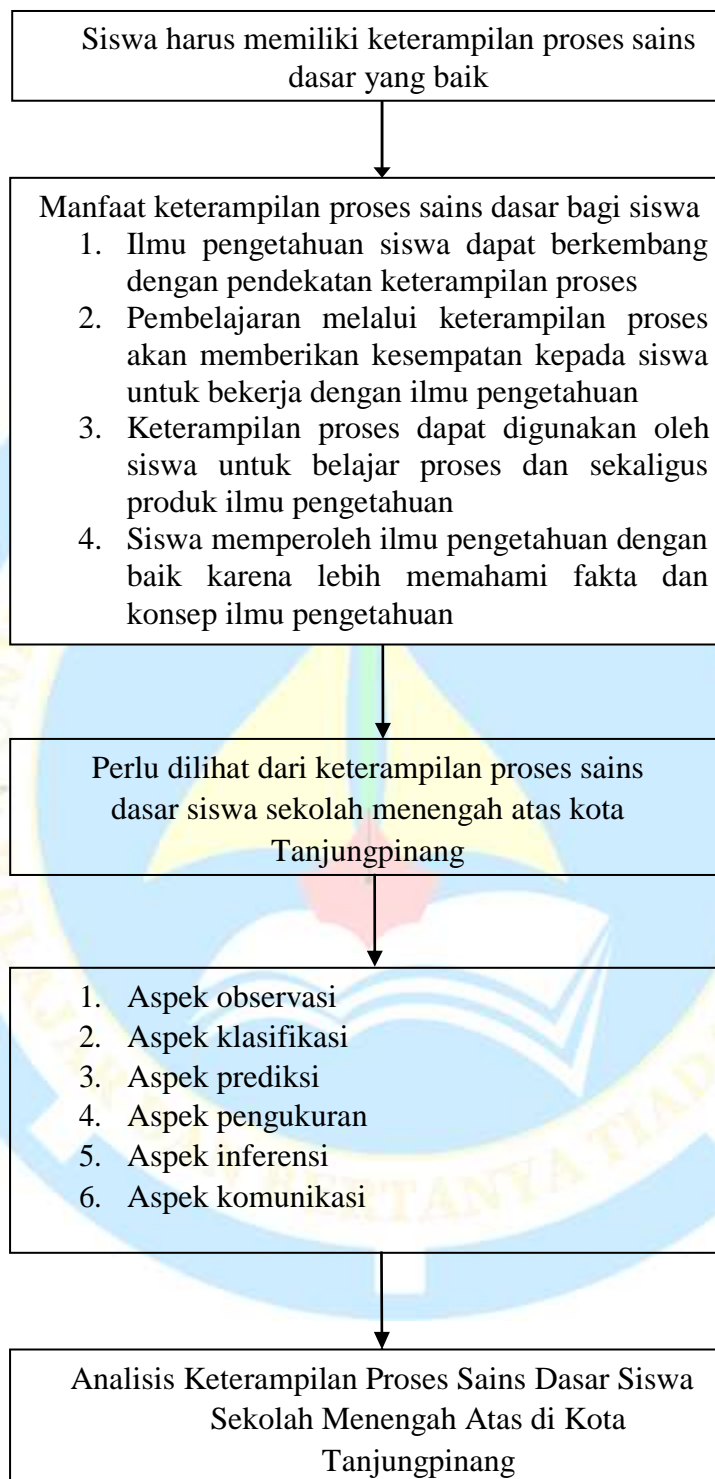 Siswa harus memiliki keterampilan proses sains
dasar yang baik
Manfaat keterampilan proses sains dasar bagi siswa
1. Ilmu pengetahuan siswa dapat berkembang
dengan pendekatan keterampilan proses
2. Pembelajaran melalui keterampilan proses
akan memberikan kesempatan kepada siswa
untuk bekerja dengan ilmu pengetahuan
3. Keterampilan proses dapat digunakan oleh
siswa untuk belajar proses dan sekaligus
produk ilmu pengetahuan
4. Siswa memperoleh ilmu pengetahuan dengan
baik karena lebih memahami fakta dan
konsep ilmu pengetahuan
Perlu dilihat dari keterampilan proses sains
dasar siswa sekolah menengah atas kota
Tanjungpinang
1. Aspek observasi
2. Aspek klasifikasi
3. Aspek prediksi
4. Aspek pengukuran
5. Aspek inferensi
6. Aspek komunikasi
BERTANYA
Analisis Keterampilan Proses Sains Dasar Siswa
Sekolah Menengah Atas di Kota
Tanjungpinang